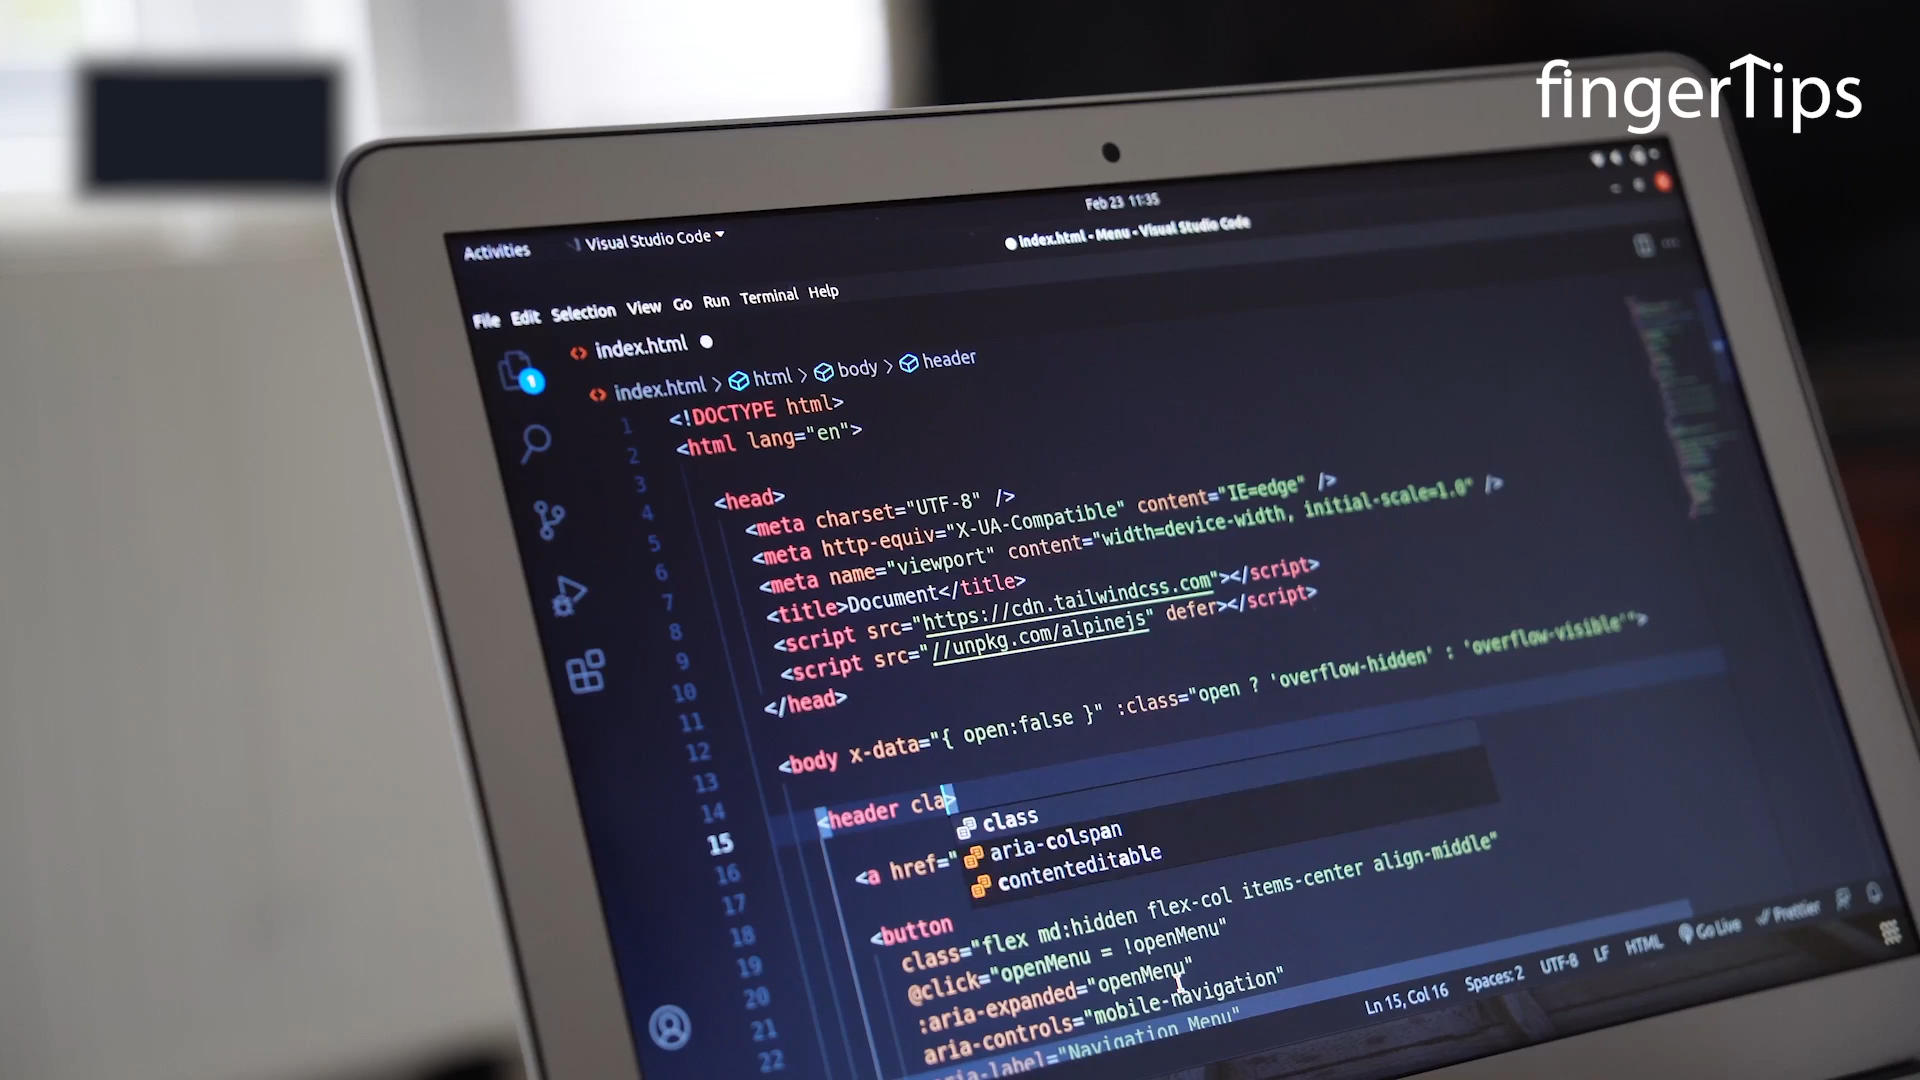 fingerTips
Feb 23 11:35
Activities
Visual Studio Code
index.html - Menu - Visual Studio Code
File Edit Selection View Go Run Terminal Help
index.html
index.html > html > body > header
1 <!DOCTYPE html>
2 <html lang="en">
3
4 <head>
5 <meta charset="UTF-8" />
6 <meta http-equiv="X-UA-Compatible" content="IE=edge" />
7 <meta name="viewport" content="width=device-width, initial-scale=1.0" />
8 <title>Document</title>
9 <script src="https://cdn.tailwindcss.com"></script>
10 <script src="//unpkg.com/alpinejs" defer></script>
11 </head>
12
13 <body x-data="{ open:false }" :class="open ? 'overflow-hidden' : 'overflow-visible'">
14
15 <header cla>
class
16
aria-colspan
17 <a href="
contenteditable
18
19 <button
20 class="flex md:hidden flex-col items-center align-middle"
21 @click="openMenu = !openMenu"
22 :aria-expanded="openMenu"
aria-controls="mobile-navigation"
aria-label="Navigation Menu"
Ln 15, Col 16 Spaces: 2 UTF-8 LF HTML Go Live Prettier
1